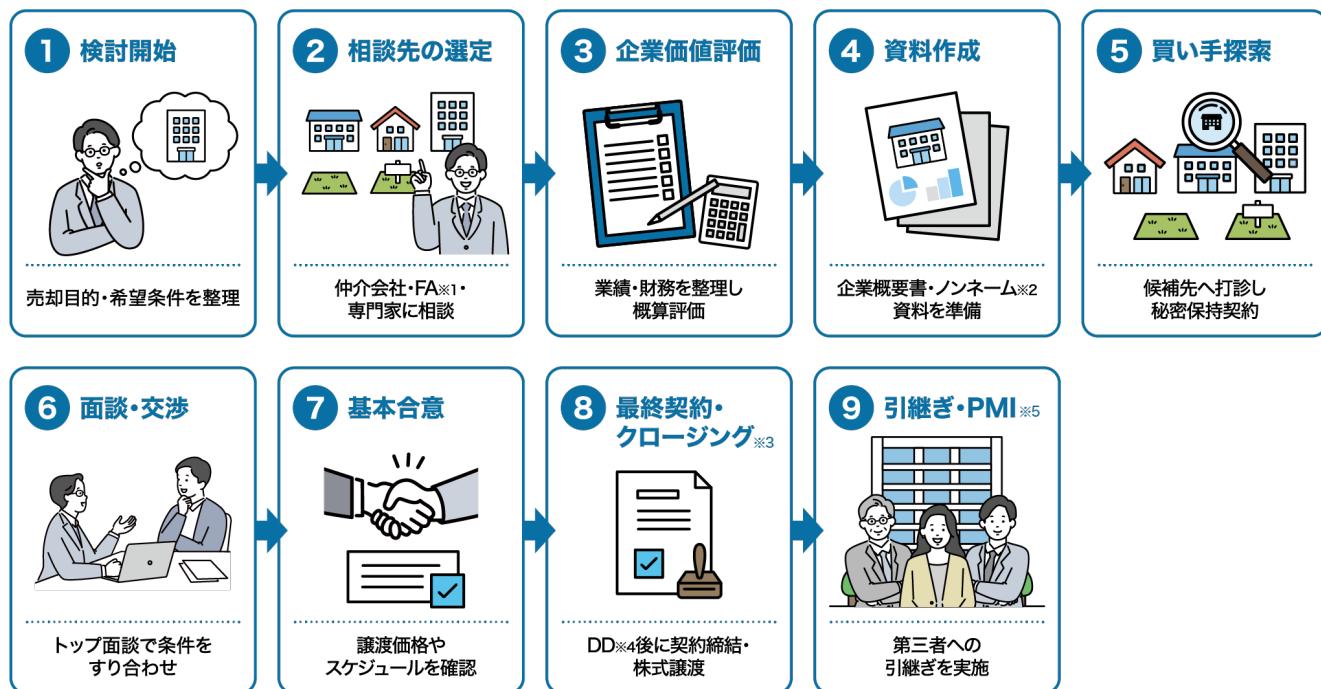 1 検討開始
売却目的・希望条件を整理
2 相談先の選定
仲介会社・FA※1・
専門家に相談
3 企業価値評価
業績・財務を整理し
概算評価
4 資料作成
企業概要書・ノンネーム※2
資料を準備
5 買い手探索
候補先へ打診し
秘密保持契約
6 面談・交渉
トップ面談で条件を
すり合わせ
7 基本合意
譲渡価格や
スケジュールを確認
8 最終契約・
クロージング※3
DD※4後に契約締結・
株式譲渡
9 引継ぎ・PMI※5
第三者への
引継ぎを実施